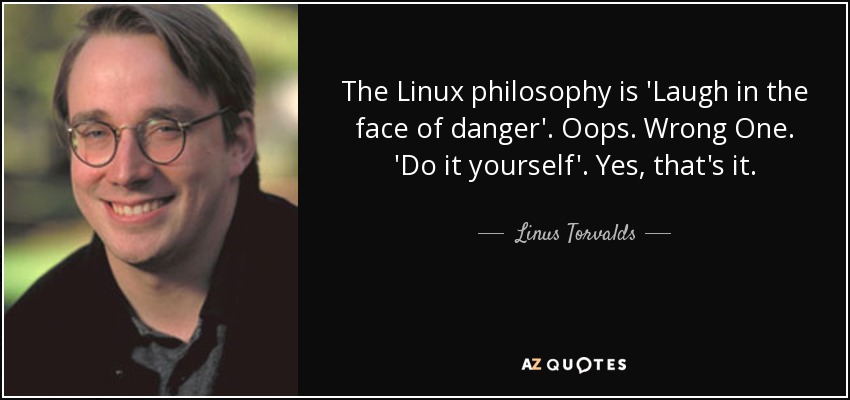 The Linux philosophy is 'Laugh in the
face of danger'. Oops. Wrong One.
'Do it yourself'. Yes, that's it.
Linus Torvalds
AZ QUOTES